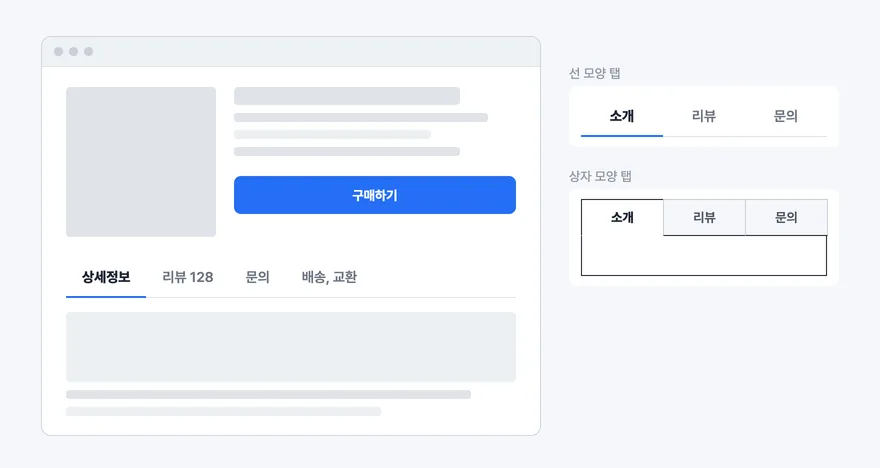 구매하기
상세정보 리뷰 128 문의 배송, 교환
선 모양 탭
소개 리뷰 문의
상자 모양 탭
소개 리뷰 문의